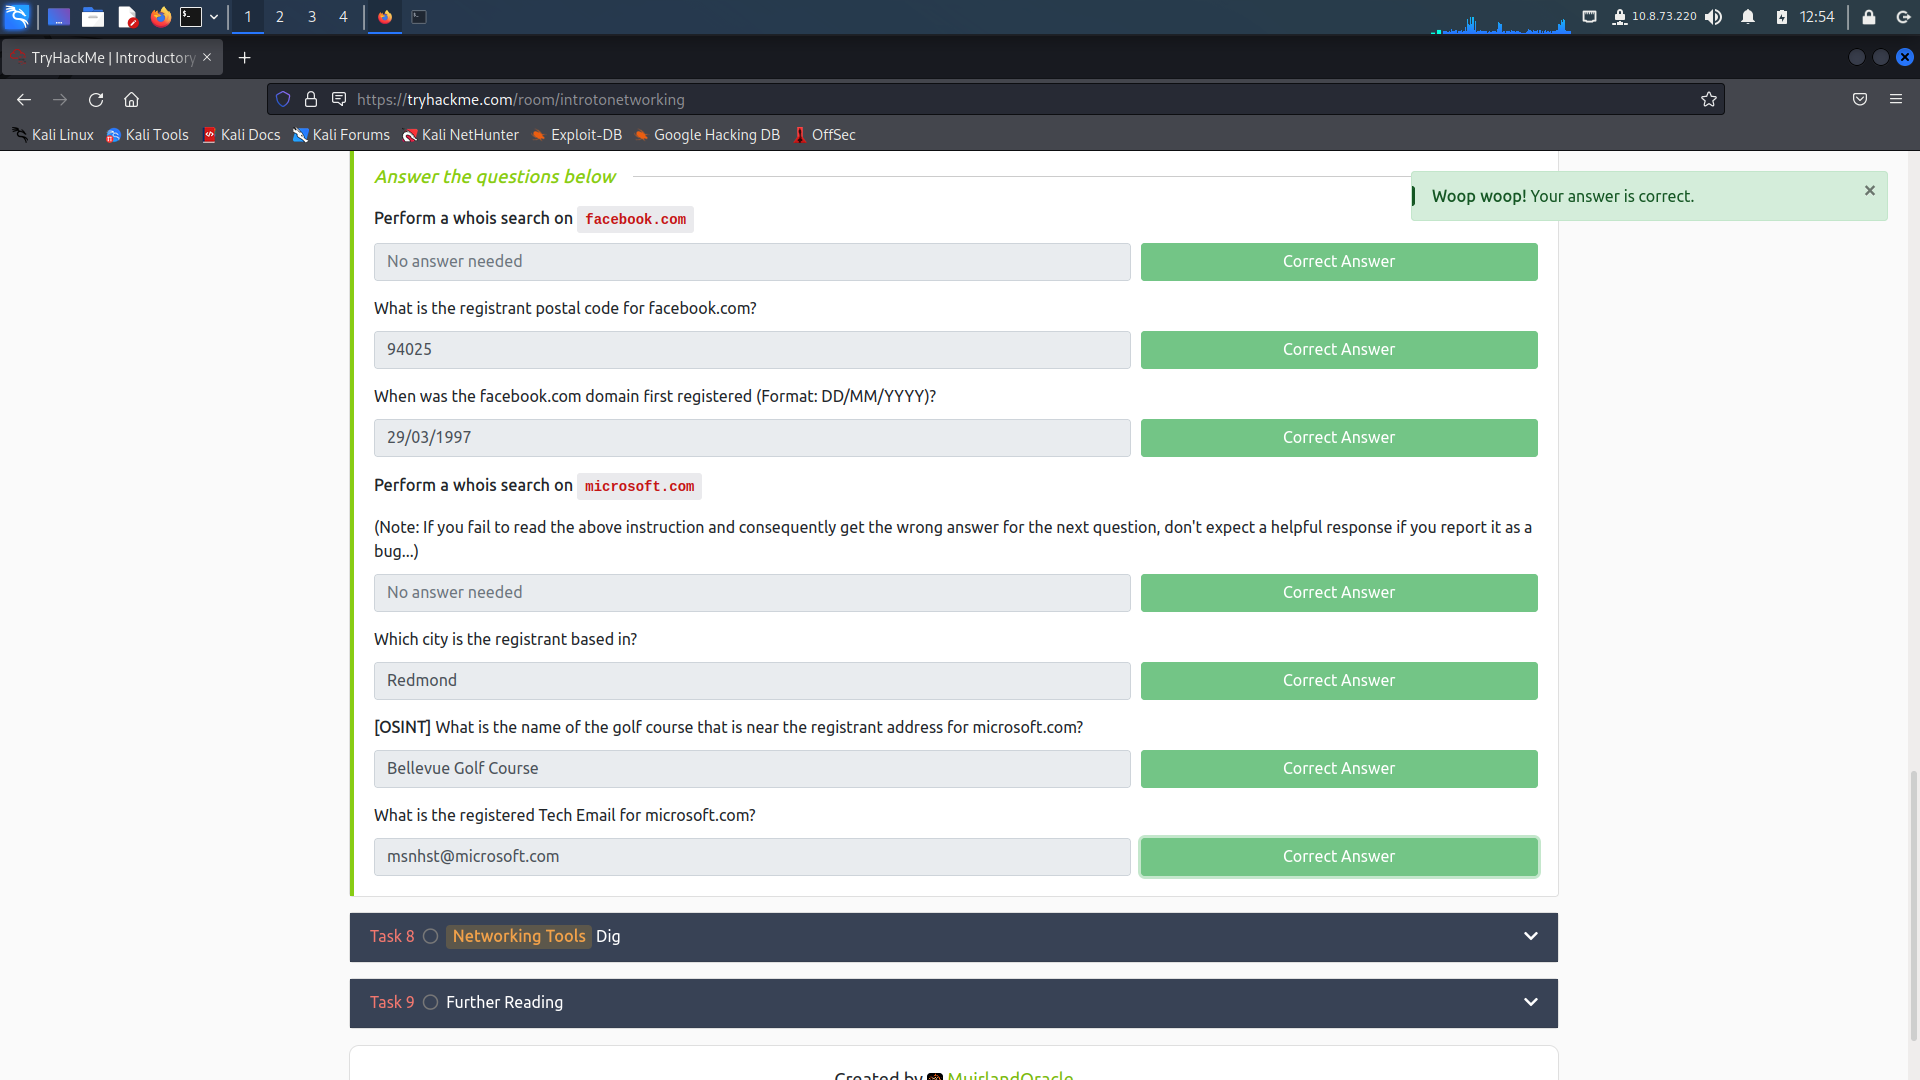 1 2 3 4
10.8.73.220
12:54
TryHackMe | Introductory
https://tryhackme.com/room/introtonetworking
Kali Linux Kali Tools Kali Docs Kali Forums Kali NetHunter Exploit-DB Google Hacking DB OffSec
Answer the questions below
Woop woop! Your answer is correct.
Perform a whois search on facebook.com
No answer needed Correct Answer
What is the registrant postal code for facebook.com?
94025 Correct Answer
When was the facebook.com domain first registered (Format: DD/MM/YYYY)?
29/03/1997 Correct Answer
Perform a whois search on microsoft.com
(Note: If you fail to read the above instruction and consequently get the wrong answer for the next question, don't expect a helpful response if you report it as a
bug...)
No answer needed Correct Answer
Which city is the registrant based in?
Redmond Correct Answer
[OSINT] What is the name of the golf course that is near the registrant address for microsoft.com?
Bellevue Golf Course Correct Answer
What is the registered Tech Email for microsoft.com?
msnhst@microsoft.com Correct Answer
Task 8 Networking Tools Dig
Task 9 Further Reading
Created by MuirlandOracle